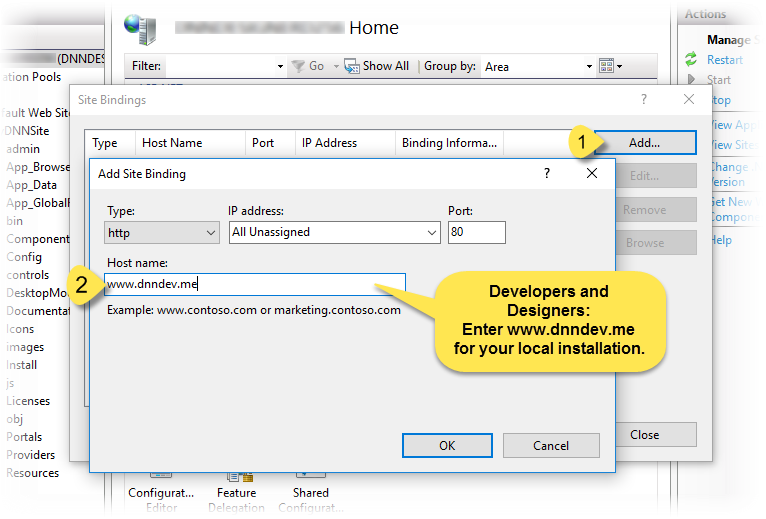 Home
Actions
Manage S
Restart
Start
top
View App
View Sites
Change
Version
Get New
Compone
Help
(DNNDES
ation Pools
fault Web Site
DNNSite
admin
App_Browse
App_Data
App_GlobalR
bin
Component
Config
controls
DesktopMo
Documentat
Icons
images
Install
js
Licenses
obj
Portals
Providers
Resources
Filter:
Go
Show All
Group by:
Area
Site Bindings
?
Type
Host Name
Port
IP Address
Binding Informa...
1
Add...
Edit...
Remove
Browse
Close
Add Site Binding
?
Type:
IP address:
Port:
http
All Unassigned
80
Host name:
2
www.dnndev.me
Example: www.contoso.com or marketing.contoso.com
Developers and
Designers:
Enter www.dnndev.me
for your local installation.
OK
Cancel
Configurat...
Editor
Feature
Delegation
Shared
Configurat...